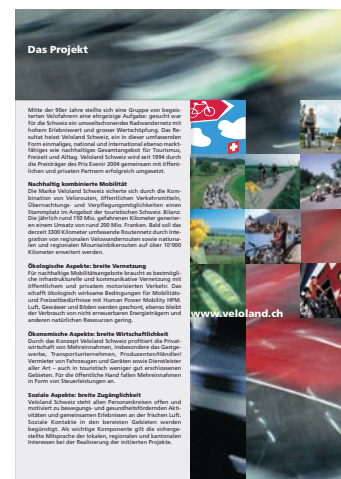 Das Projekt
Mitte der 90er Jahre stellte sich eine Gruppe von begeis-
terten Velofahrern eine ehrgeizige Aufgabe: gesucht war
für die Schweiz ein umweltschonendes Radwandernetz mit
hohem Erlebniswert und grosser Wertschöpfung. Das Re-
sultat heisst Veloland Schweiz, ein in dieser umfassenden
Form einmaliges, national und international ebenso markt-
fähiges wie nachhaltiges Gesamtangebot für Tourismus,
Freizeit und Alltag. Veloland Schweiz wird seit 1994 durch
die Preisträger des Prix Evenir 2004 gemeinsam mit öffent-
lichen und privaten Partnern erfolgreich umgesetzt.
Nachhaltig kombinierte Mobilität
Die Marke Veloland Schweiz sicherte sich durch die Kom-
bination von Velorouten, öffentlichen Verkehrsmitteln,
Übernachtungs- und Verpflegungsmöglichkeiten einen
Stammplatz im Angebot der touristischen Schweiz. Bilanz:
Die jährlich rund 150 Mio. gefahrenen Kilometer generier-
en einen Umsatz von rund 200 Mio. Franken. Bald soll das
derzeit 3300 Kilometer umfassende Routennetz durch Inte-
gration von regionalen Velowanderrouten sowie nationa-
len und regionalen Mountainbikerouten auf über 10'000
Kilometer erweitert werden.
Ökologische Aspekte: breite Vernetzung
Für nachhaltige Mobilitätsangebote braucht es bestmögli-
che infrastrukturelle und kommunikative Vernetzung mit
öffentlichem und privatem motorisierten Verkehr. Das
schafft ökologisch wirksame Bedingungen für Mobilitäts-
und Freizeitbedürfnisse mit Human Power Mobility HPM.
Luft, Gewässer und Böden werden geschont, ebenso bleibt
der Verbrauch von nicht erneuerbaren Energieträgern und
anderen natürlichen Ressourcen gering.
Ökonomische Aspekte: breite Wirtschaftlichkeit
Durch das Konzept Veloland Schweiz profitiert die Privat-
wirtschaft von Mehreinnahmen, insbesondere das Gastge-
werbe, Transportunternehmen, Produzenten/Händler/
Vermieter von Fahrzeugen und Geräten sowie Dienstleister
aller Art – auch in touristisch weniger gut erschlossenen
Gebieten. Für die öffentliche Hand fallen Mehreinnahmen
in Form von Steuerleistungen an.
Soziale Aspekte: breite Zugänglichkeit
Veloland Schweiz steht allen Personenkreisen offen und
motiviert zu bewegungs- und gesundheitsfördernden Akti-
vitäten und gemeinsamen Erlebnissen an der frischen Luft.
Soziale Kontakte in den bereisten Gebieten werden
begünstigt. Als wichtige Komponente gilt die sicherge-
stellte Mitsprache der lokalen, regionalen und kantonalen
Interessen bei der Realisierung der initiierten Projekte.
www.veloland.ch